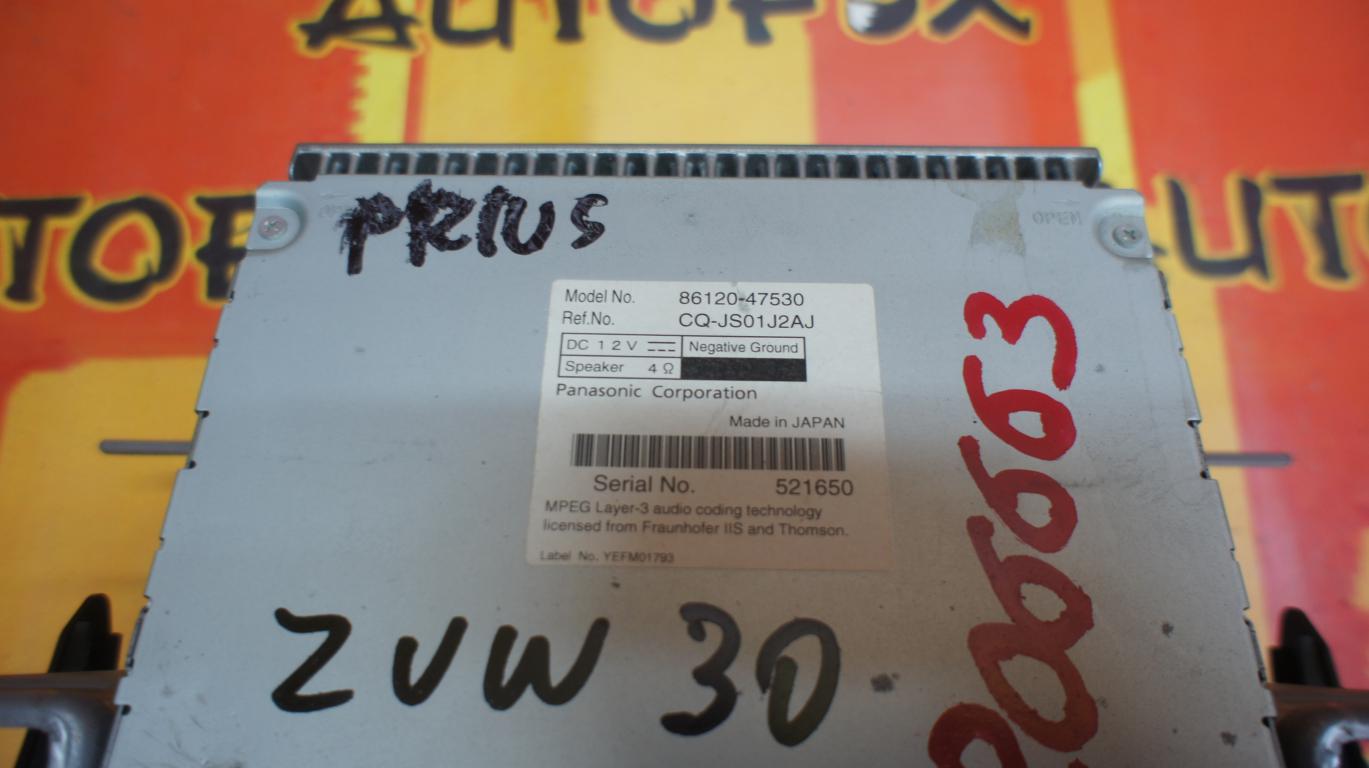 AUTOFOX
PRIUS
OPEN
Model No. 86120-47530
Ref.No. CQ-JS01J2AJ
DC 12V Negative Ground
Speaker 4Ω
Panasonic Corporation
Made in JAPAN
Serial No. 521650
MPEG Layer-3 audio coding technology
licensed from Fraunhofer IIS and Thomson.
Label No. YEFM01793
ZVW 30